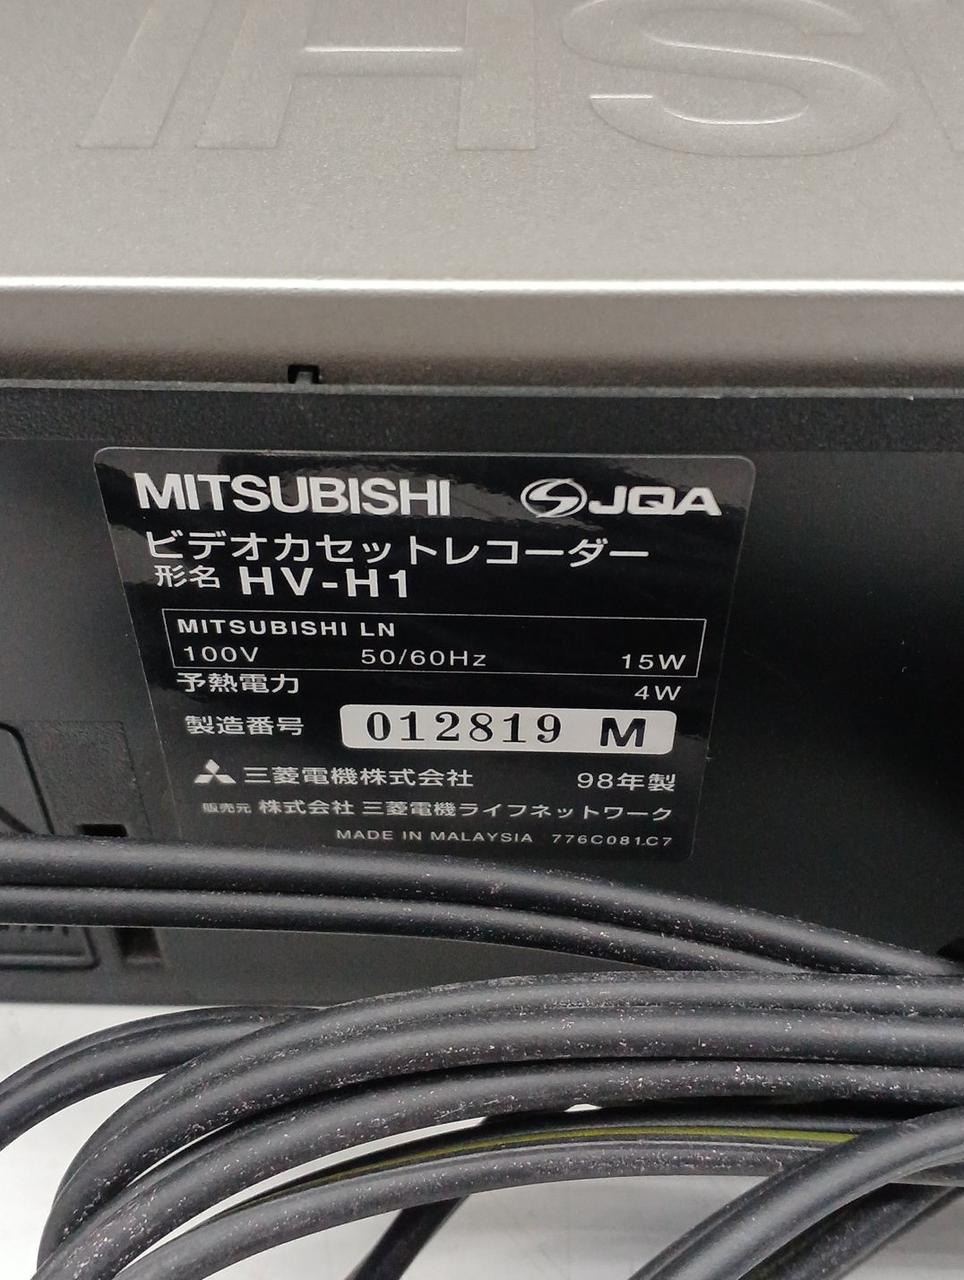 MITSUBISHI JQA
ビデオカセットレコーダー
形名 HV-H1
MITSUBISHI LN
100V 50/60Hz 15W
予熱電力 4W
製造番号 012819 M
三菱電機株式会社 98年製
販売元 株式会社 三菱電機ライフネットワーク
MADE IN MALAYSIA 776C081C7